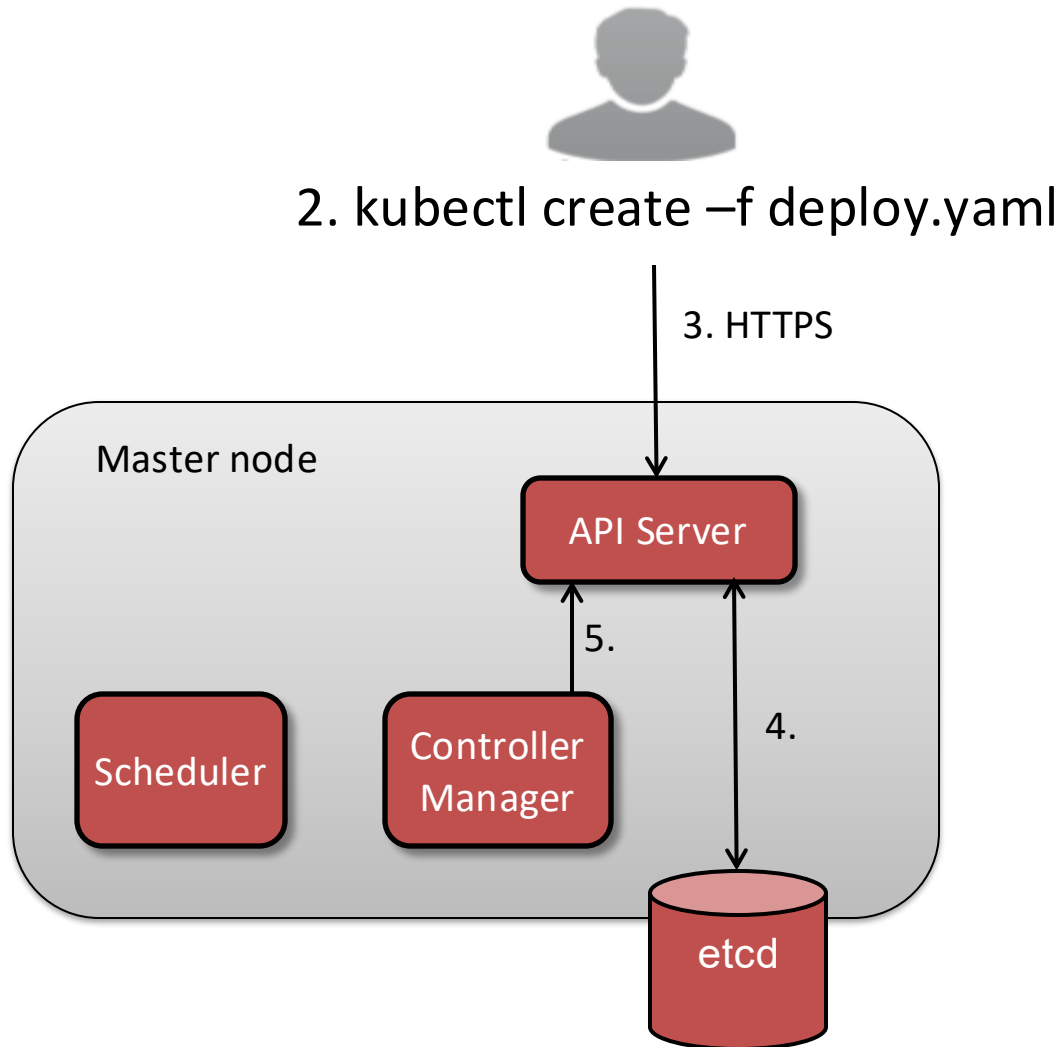 2. kubectl create –f deploy.yaml
3. HTTPS
Master node
API Server
5.
4.
Scheduler
Controller
Manager
etcd